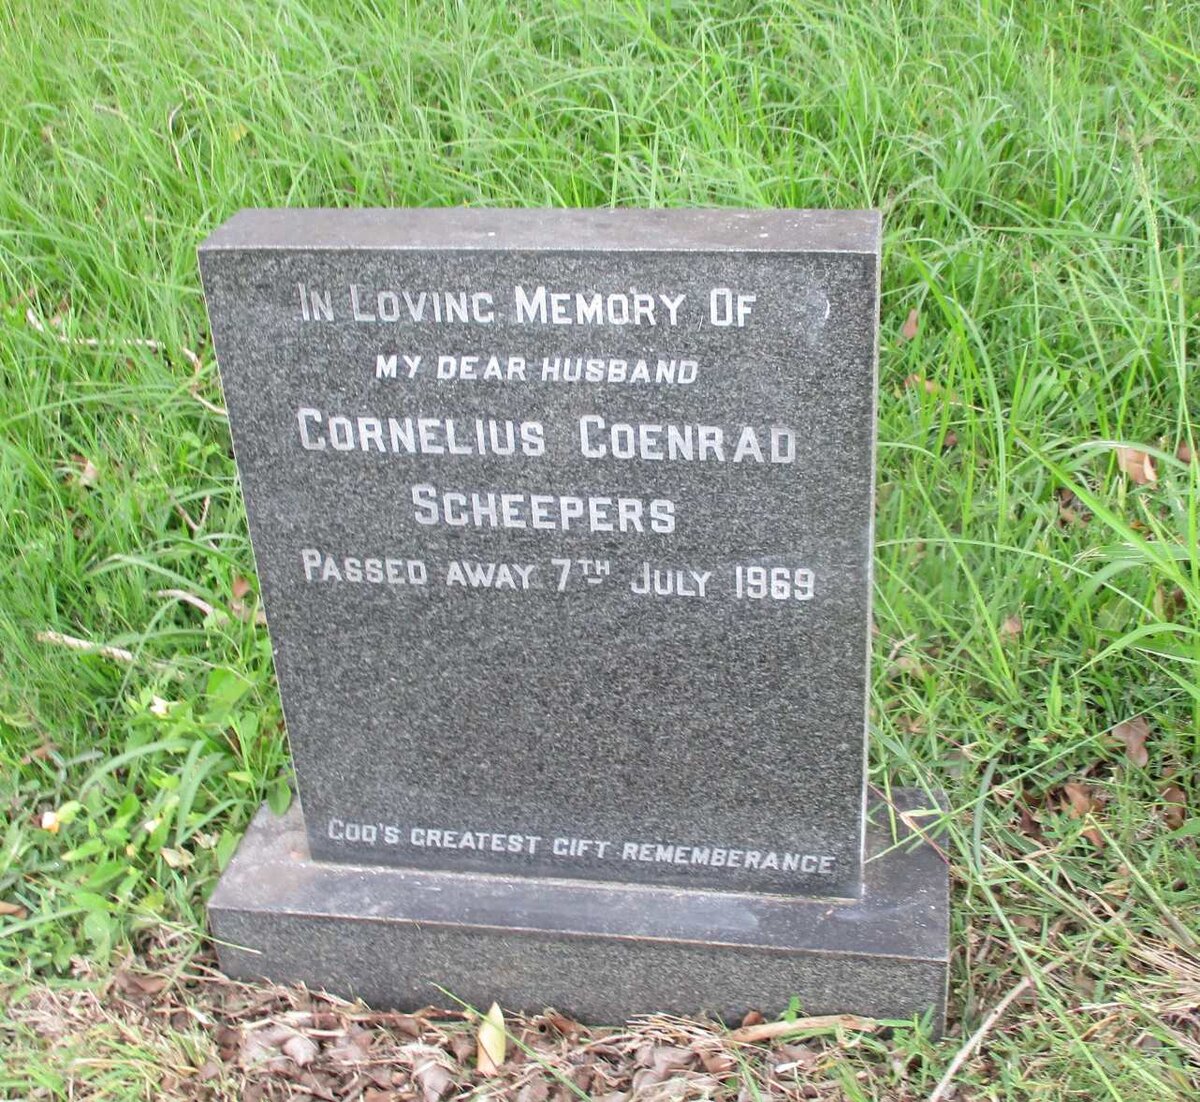 In Loving Memory Of
MY DEAR HUSBAND
CORNELIUS COENRAD
SCHEEPERS
PASSED AWAY 7TH JULY 1969
GOD'S GREATEST GIFT REMEMBERANCE